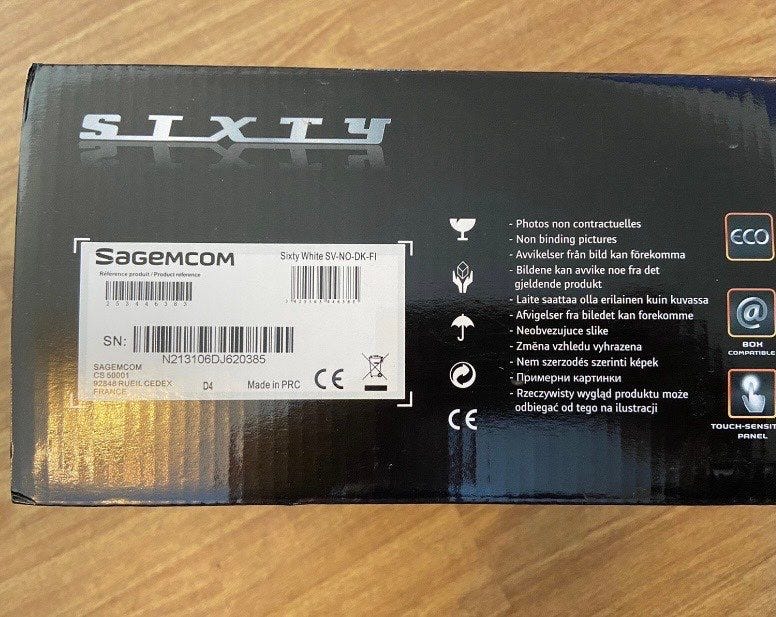 SIXTY
SAGEMCOM
Sixty White SV-NO-DK-FI
Référence produit / Product reference
253446383
SN:
N213106DJ620385
SAGEMCOM
CS 50001
92848 RUEIL CEDEX
FRANCE
D4
Made in PRC
CE
- Photos non contractuelles
- Non binding pictures
- Avvikelser från bild kan förekomma
- Bildene kan avvike noe fra det
gjeldende produkt
- Laite saattaa olla erilainen kuin kuvassa
- Afvigelser fra biledet kan forekomme
- Neobvezujuce slike
- Změna vzhledu vyhrazena
- Nem szerzodés szerinti képek
- Примерни картинки
- Rzeczywisty wygląd produktu może
odbiegać od tego na ilustracji
CE
ECO
@
BOX
COMPATIBLE
TOUCH-SENSIT
PANEL